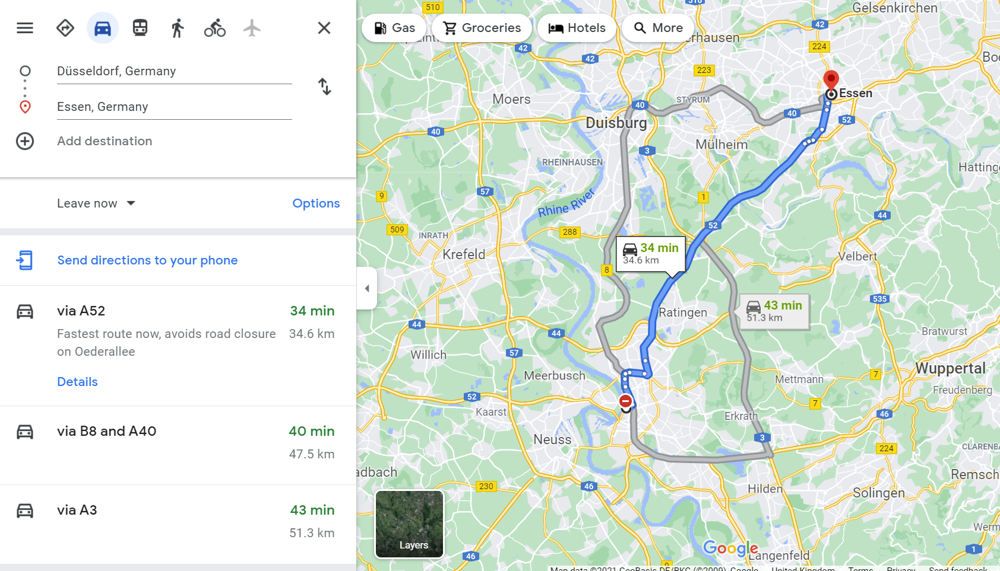 Düsseldorf, Germany
Essen, Germany
Add destination
Leave now
Options
Send directions to your phone
via A52
34 min
Fastest route now, avoids road closure
on Oederallee
34.6 km
Details
via B8 and A40
40 min
47.5 km
via A3
43 min
51.3 km
Gas
Groceries
Hotels
More
510
516
Gelsenkirchen
42
erhausen
224
42
42
223
Boc
Essen
Moers
STYRUM
40
40
52
Duisburg
40
Mülheim
3
RHEINHAUSEN
Hatting
57
9
Rhine River
1
44
52
509
288
INRATH
34 min
34.6 km
Krefeld
Velbert
8
535
43 min
51.3 km
Ratingen
44
44
Bratwurst
57
Willich
Wuppertal
Meerbusch
7
Mettmann
Freudenberg
52
7
Kaarst
Erkrath
46
Neuss
3
224
CLARENBA
adbach
Remsch
230
46
Hilden
Solingen
Werm
Layers
Google
1
46
Langenfeld
Map data ©2021 GeoBasis-DE/BKG (©2009), Google
United Kingdom
Terms
Privacy
Send feedback